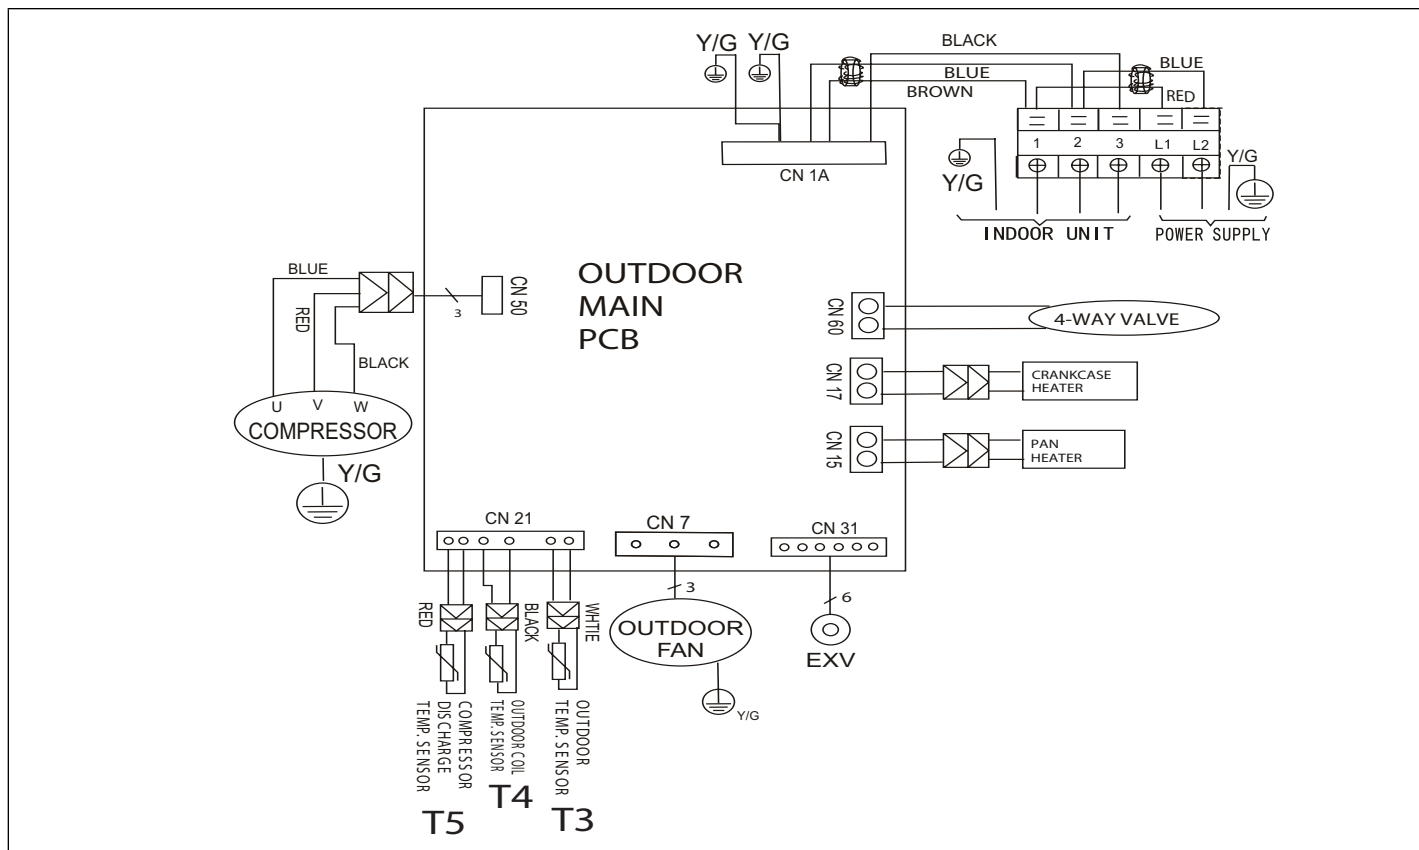 Y/G Y/G
BLACK
BLUE
BLUE
BROWN
RED
1 2 3 L1 L2
Y/G
Y/G
CN 1A
INDOOR UNIT
POWER SUPPLY
OUTDOOR
MAIN
PCB
BLUE
RED
BLACK
3
CN 50
U V W
COMPRESSOR
Y/G
CN 60
4-WAY VALVE
CN 17
CRANKCASE
HEATER
CN 15
PAN
HEATER
CN 21
CN 7
CN 31
RED
BLACK
WHTIE
3
6
OUTDOOR
FAN
Y/G
EXV
COMPRESSOR
DISCHARGE
TEMP. SENSOR
T5
OUTDOOR COIL
TEMP. SENSOR
T4
OUTDOOR
TEMP. SENSOR
T3